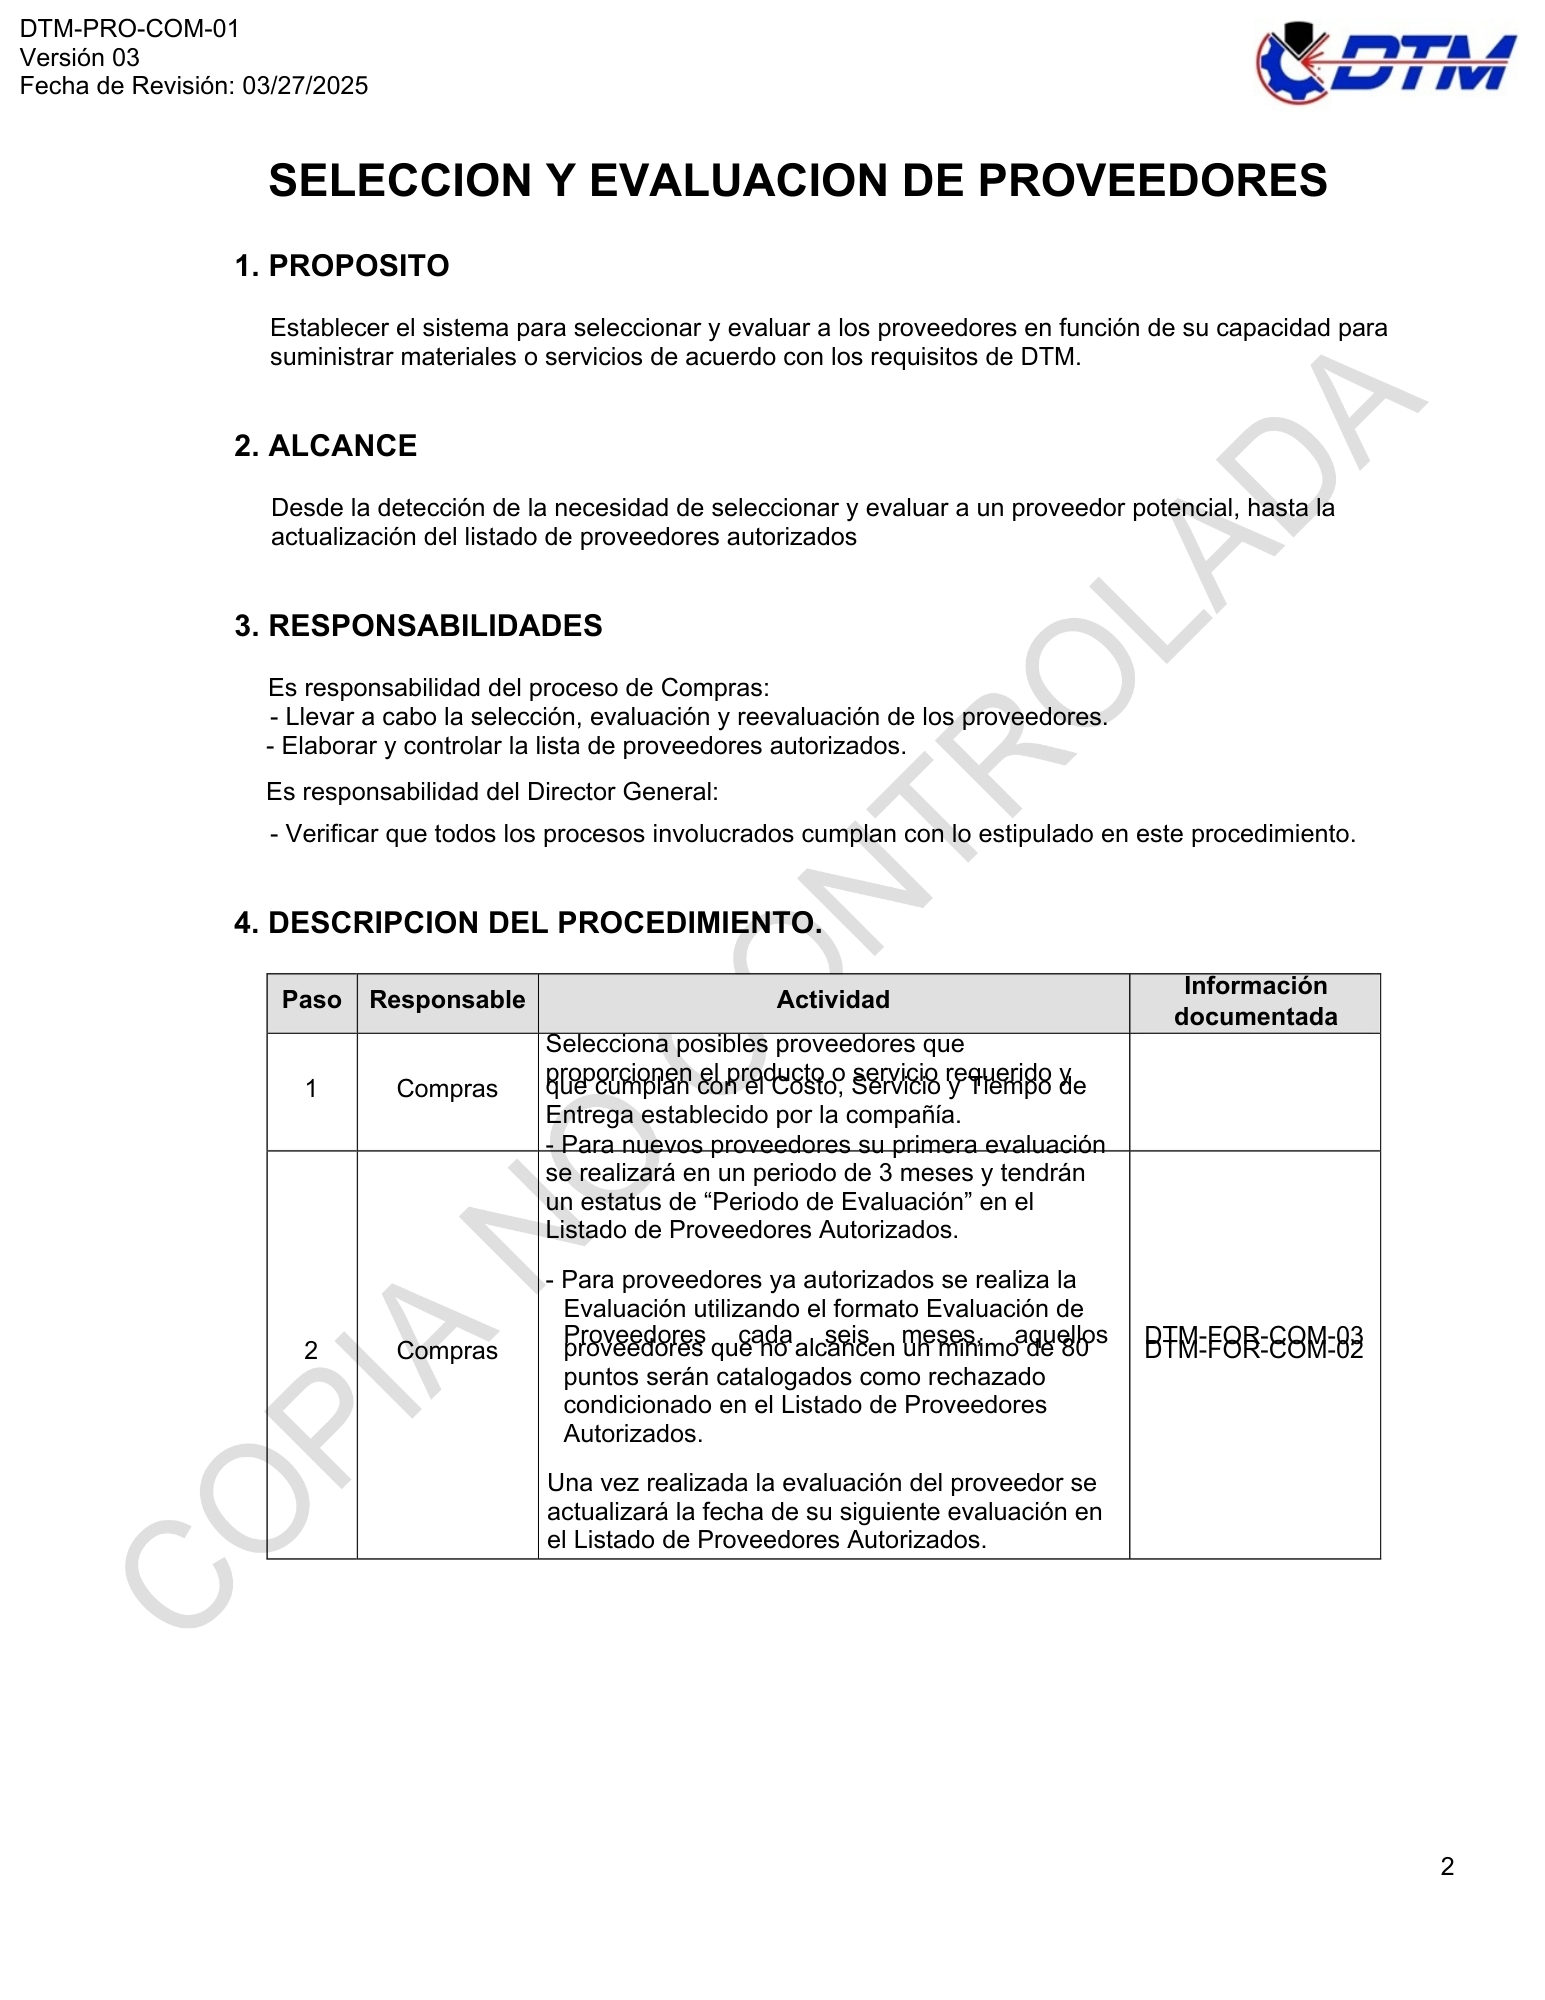 DTM-PRO-COM-01
Versión 03
Fecha de Revisión: 03/27/2025
DTM
SELECCION Y EVALUACION DE PROVEEDORES
1. PROPOSITO
Establecer el sistema para seleccionar y evaluar a los proveedores en función de su capacidad para
suministrar materiales o servicios de acuerdo con los requisitos de DTM.
2. ALCANCE
Desde la detección de la necesidad de seleccionar y evaluar a un proveedor potencial, hasta la
actualización del listado de proveedores autorizados
3. RESPONSABILIDADES
Es responsabilidad del proceso de Compras:
- Llevar a cabo la selección, evaluación y reevaluación de los proveedores.
- Elaborar y controlar la lista de proveedores autorizados.
Es responsabilidad del Director General:
- Verificar que todos los procesos involucrados cumplan con lo estipulado en este procedimiento.
4. DESCRIPCION DEL PROCEDIMIENTO.
Paso Responsable Actividad Información
documentada
1 Compras
Selecciona posibles proveedores que
proporcionen el producto o servicio requerido y
que cumplan con el Costo, Servicio y Tiempo de
Entrega establecido por la compañía.
2 Compras
- Para nuevos proveedores su primera evaluación
se realizará en un periodo de 3 meses y tendrán
un estatus de “Periodo de Evaluación” en el
Listado de Proveedores Autorizados.
- Para proveedores ya autorizados se realiza la
Evaluación utilizando el formato Evaluación de
Proveedores cada seis meses, aquellos
proveedores que no alcancen un mínimo de 80
puntos serán catalogados como rechazado
condicionado en el Listado de Proveedores
Autorizados.
Una vez realizada la evaluación del proveedor se
actualizará la fecha de su siguiente evaluación en
el Listado de Proveedores Autorizados.
DTM-FOR-COM-03
DTM-FOR-COM-02
COPIA NO CONTROLADA
2